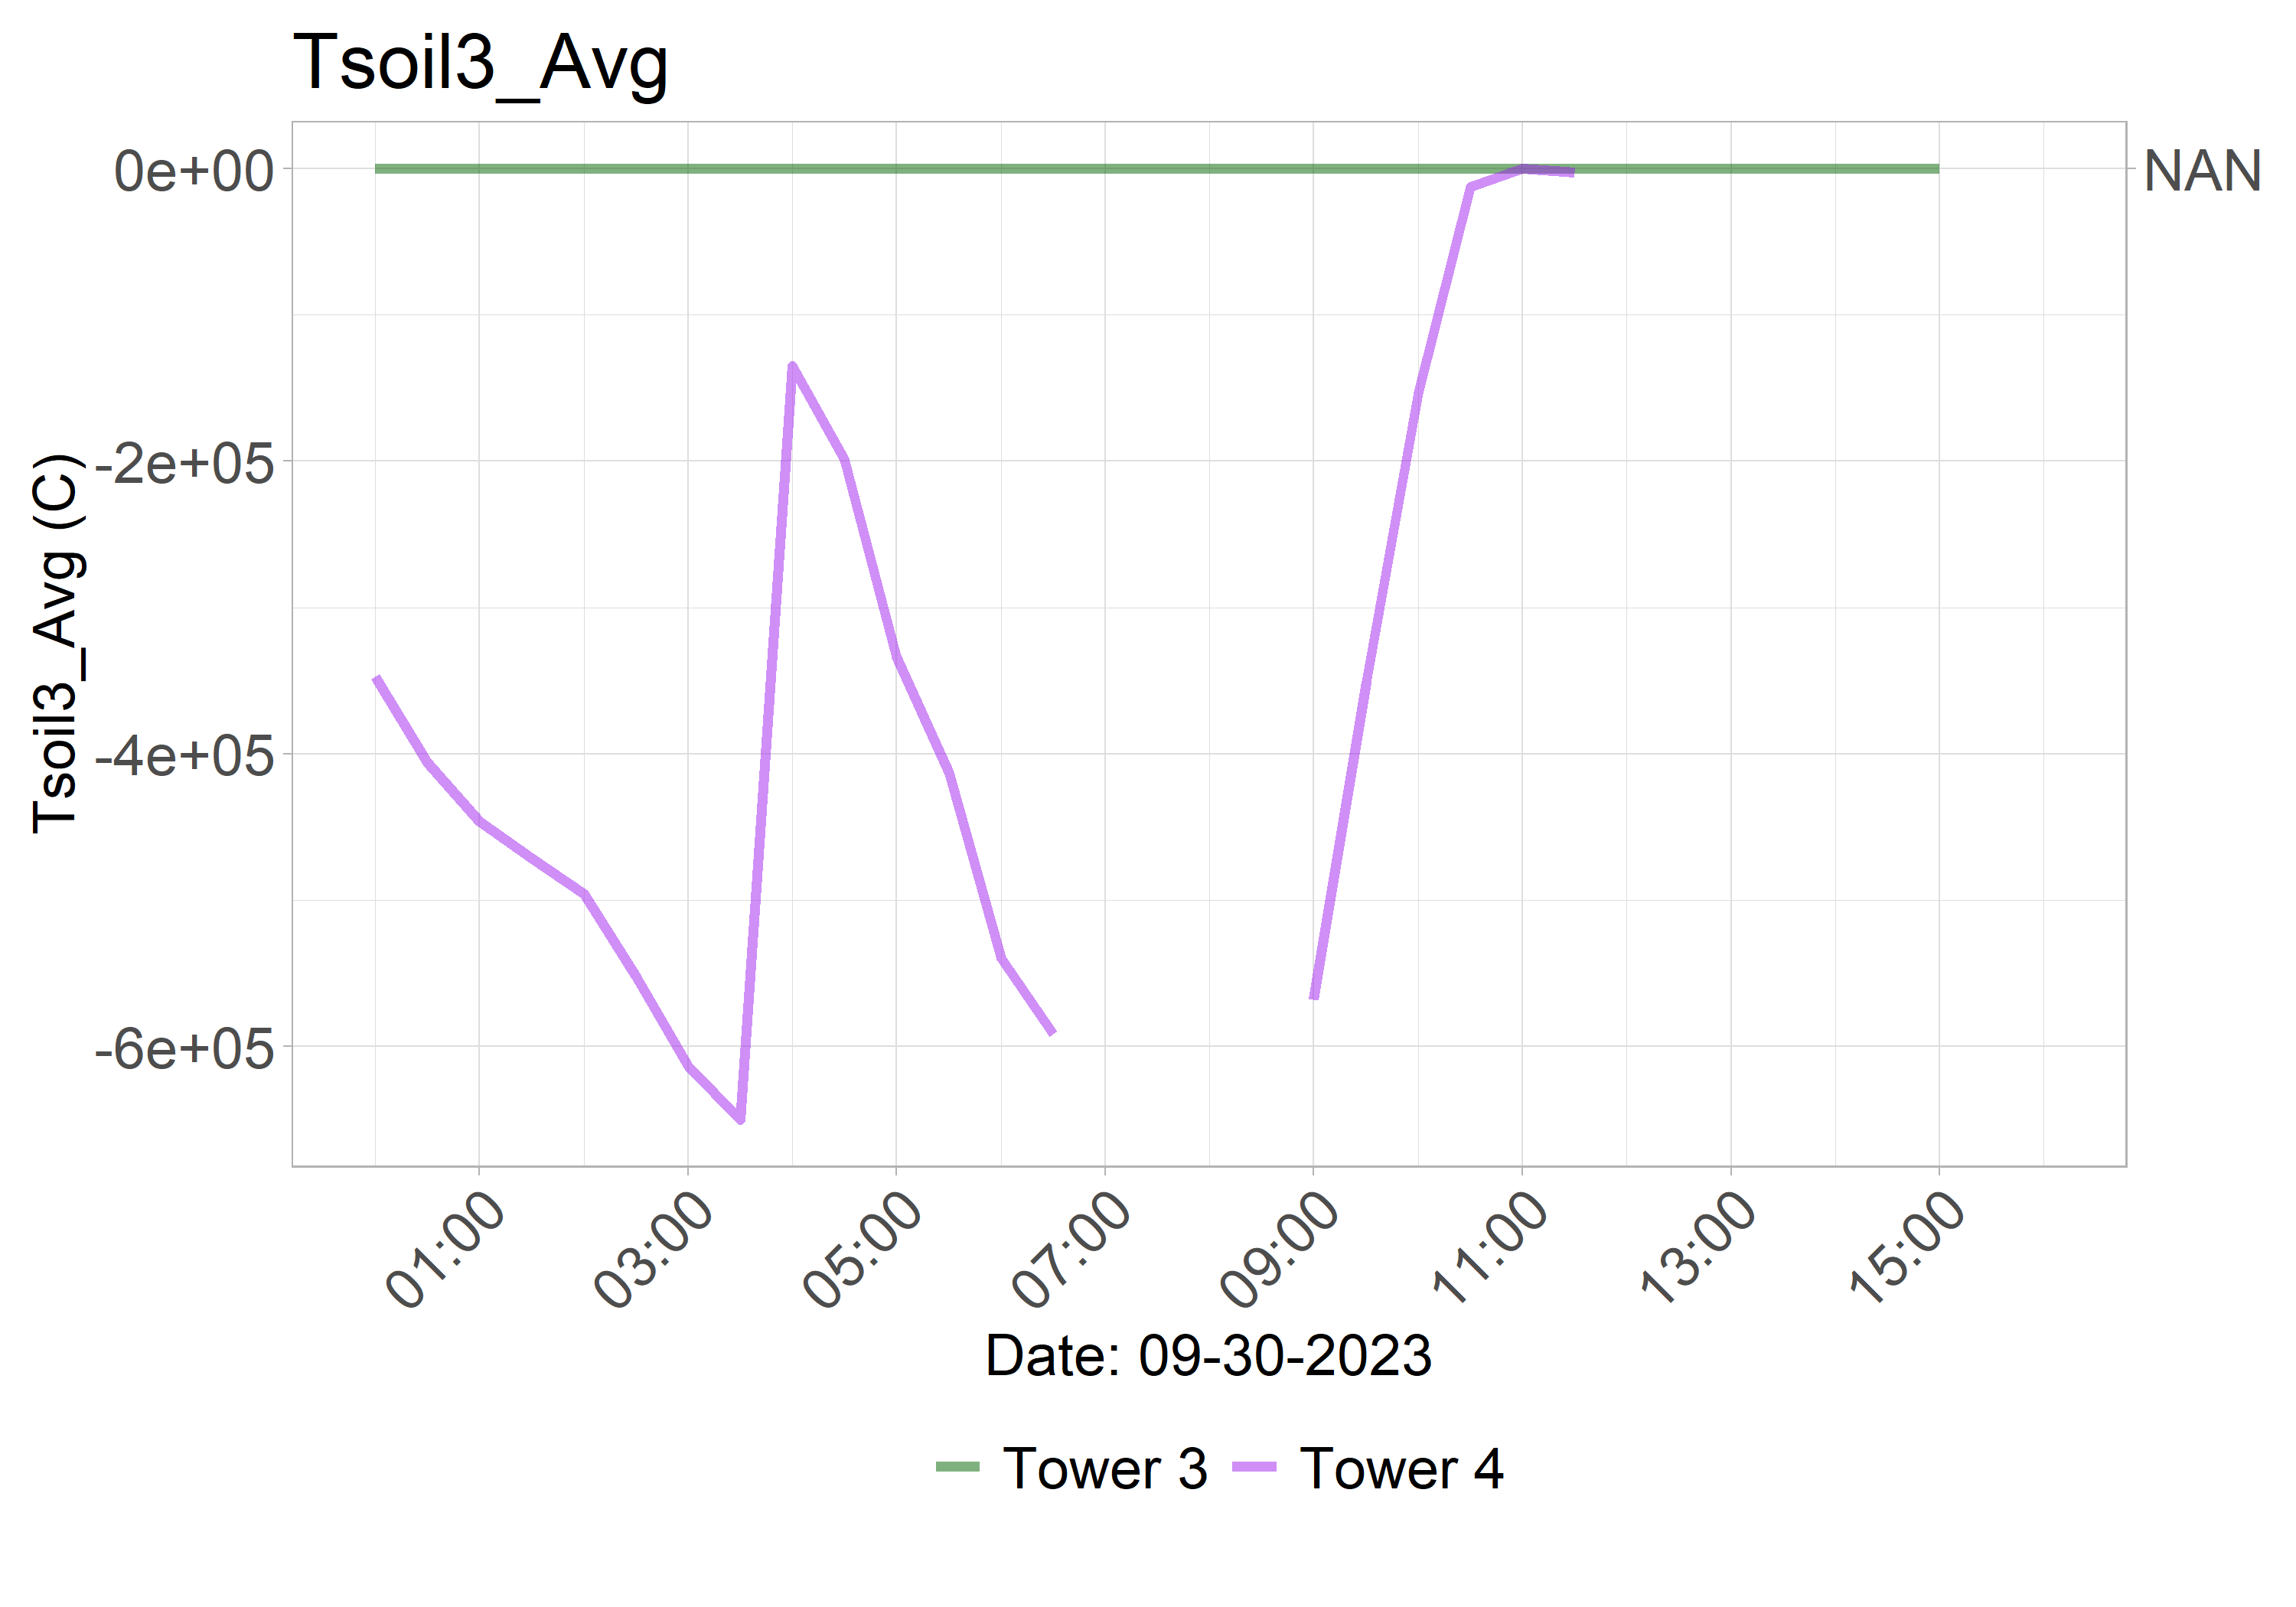 Tsoil3_Avg
0e+00
NAN
-2e+05
-4e+05
-6e+05
Tsoil3_Avg (C)
01:00
03:00
05:00
07:00
09:00
11:00
13:00
15:00
Date: 09-30-2023
Tower 3
Tower 4